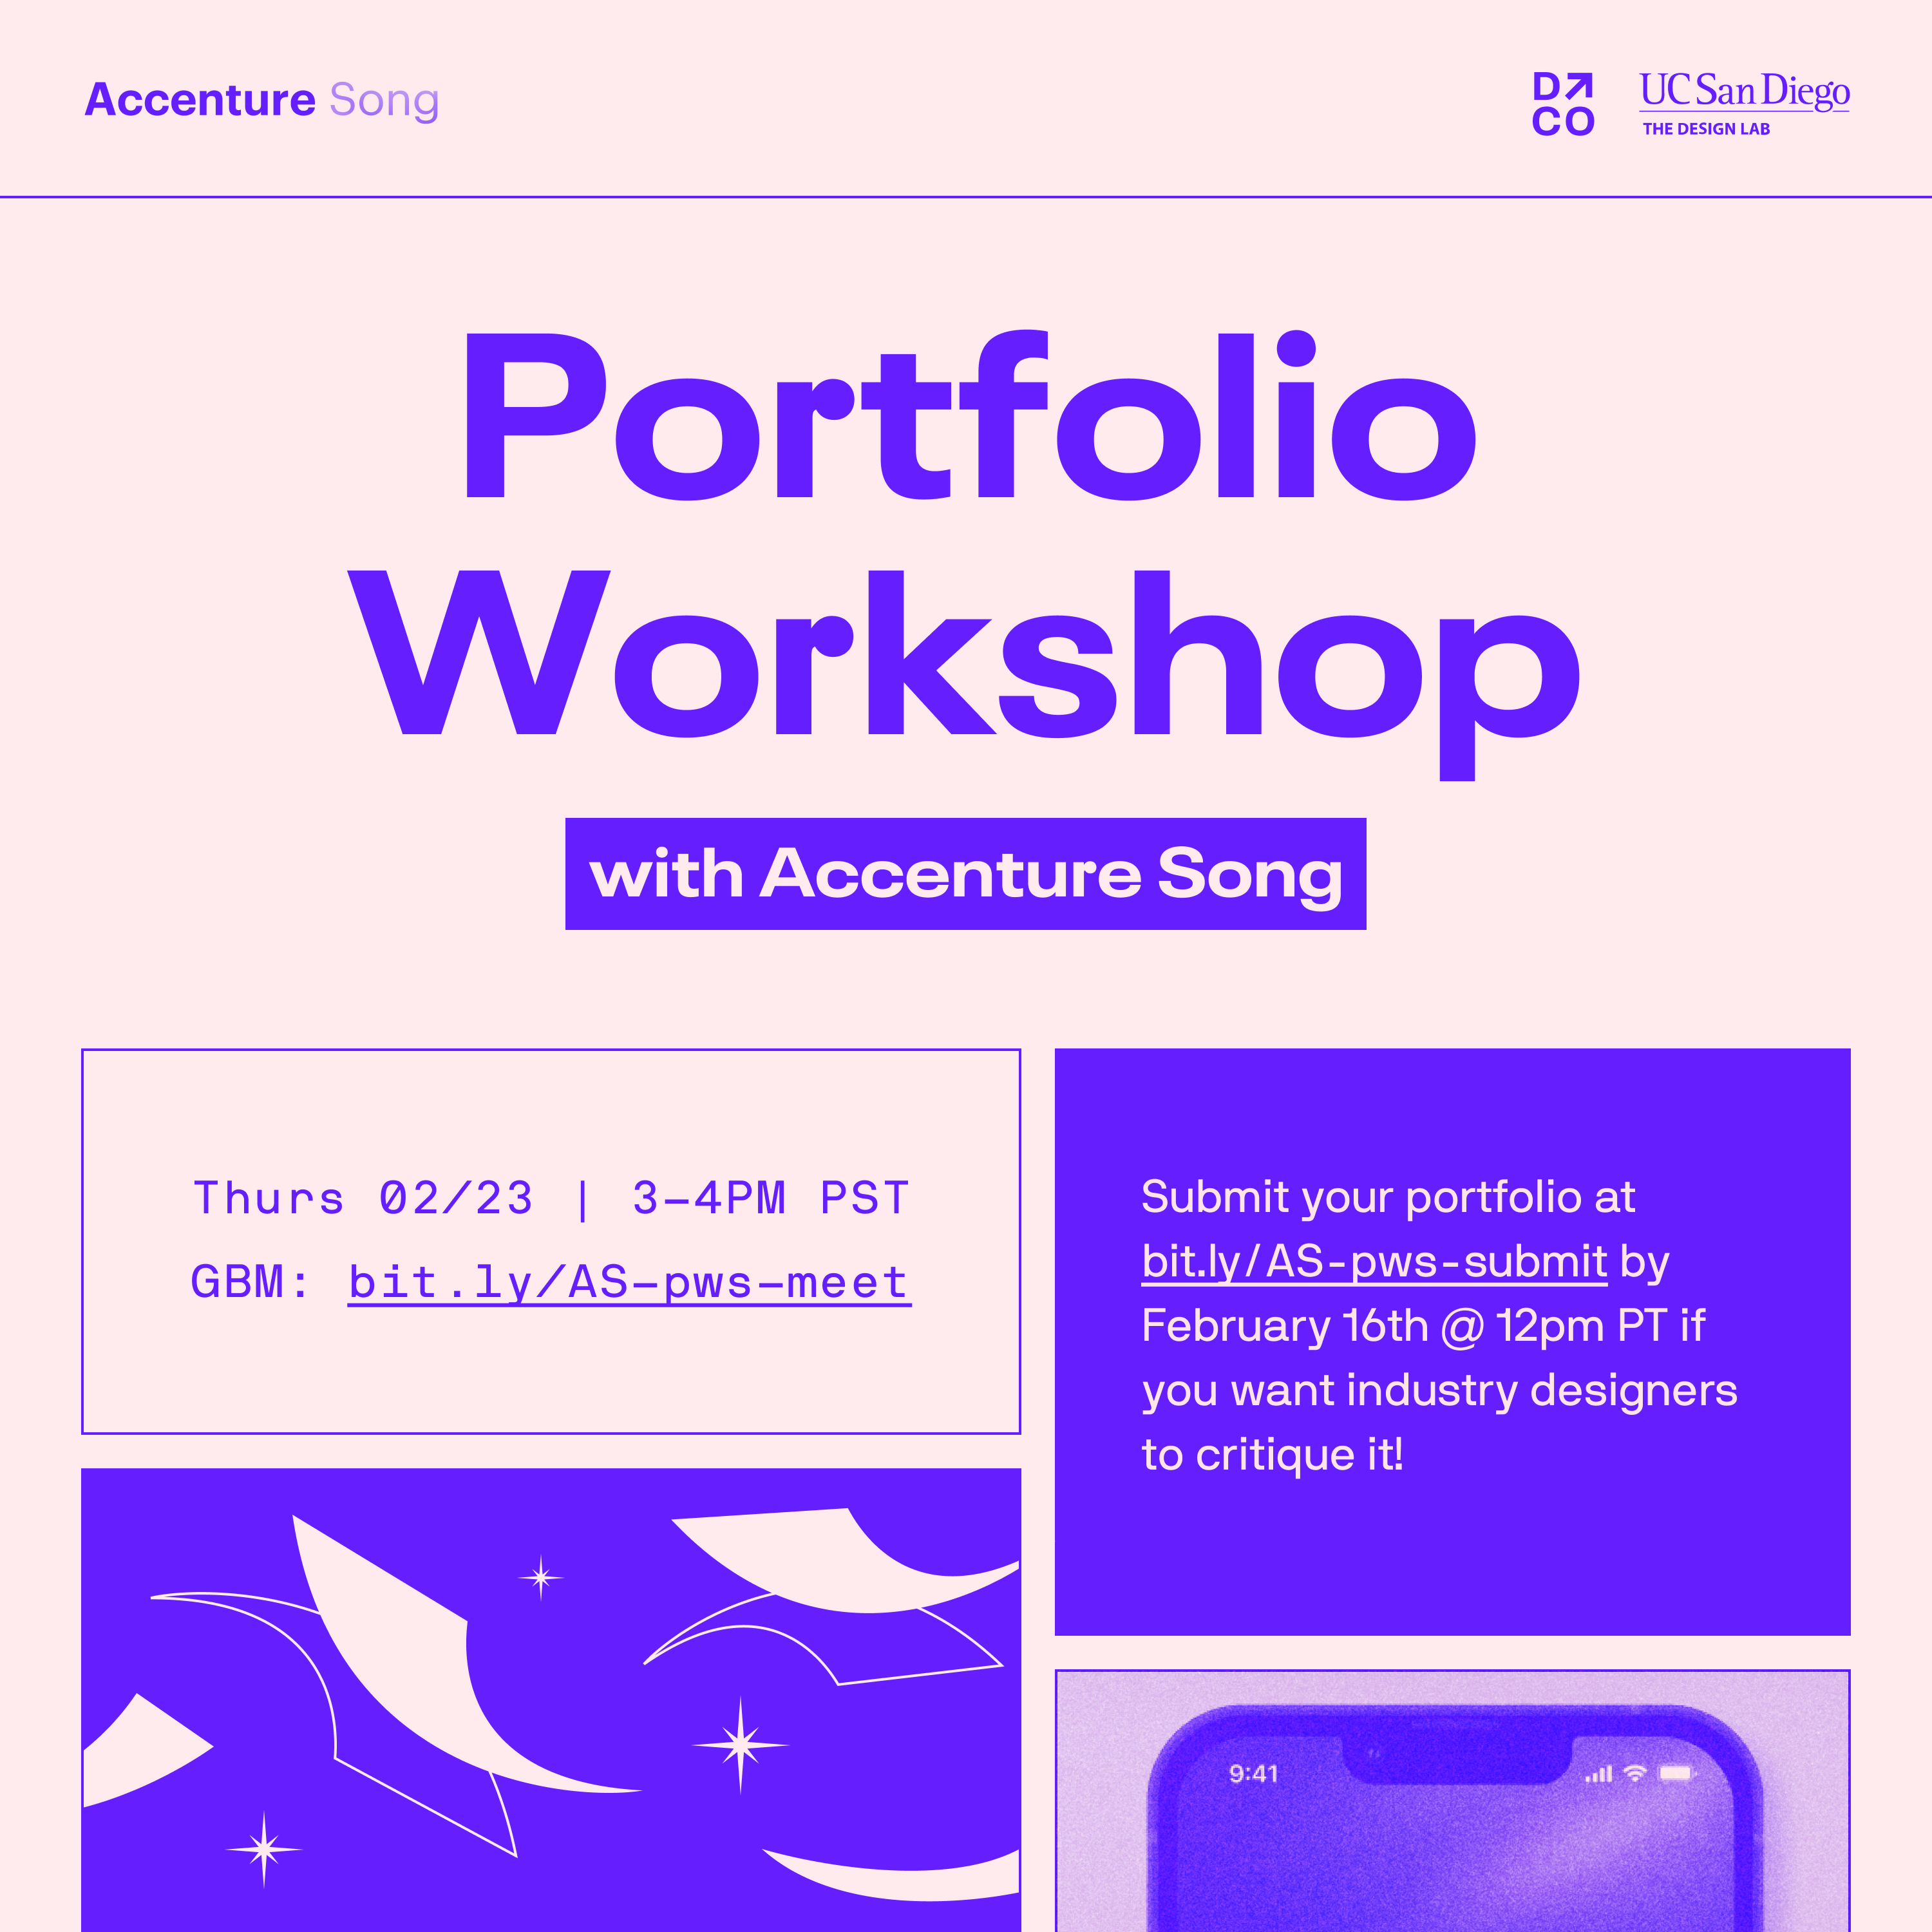 Accenture Song
D CO
UC San Diego
THE DESIGN LAB
Portfolio
Workshop
with Accenture Song
Thurs 02/23 | 3–4PM PST
GBM: bit.ly/AS–pws–meet
Submit your portfolio at
bit.ly/AS-pws-submit by
February 16th @ 12pm PT if
you want industry designers
to critique it!
9:41